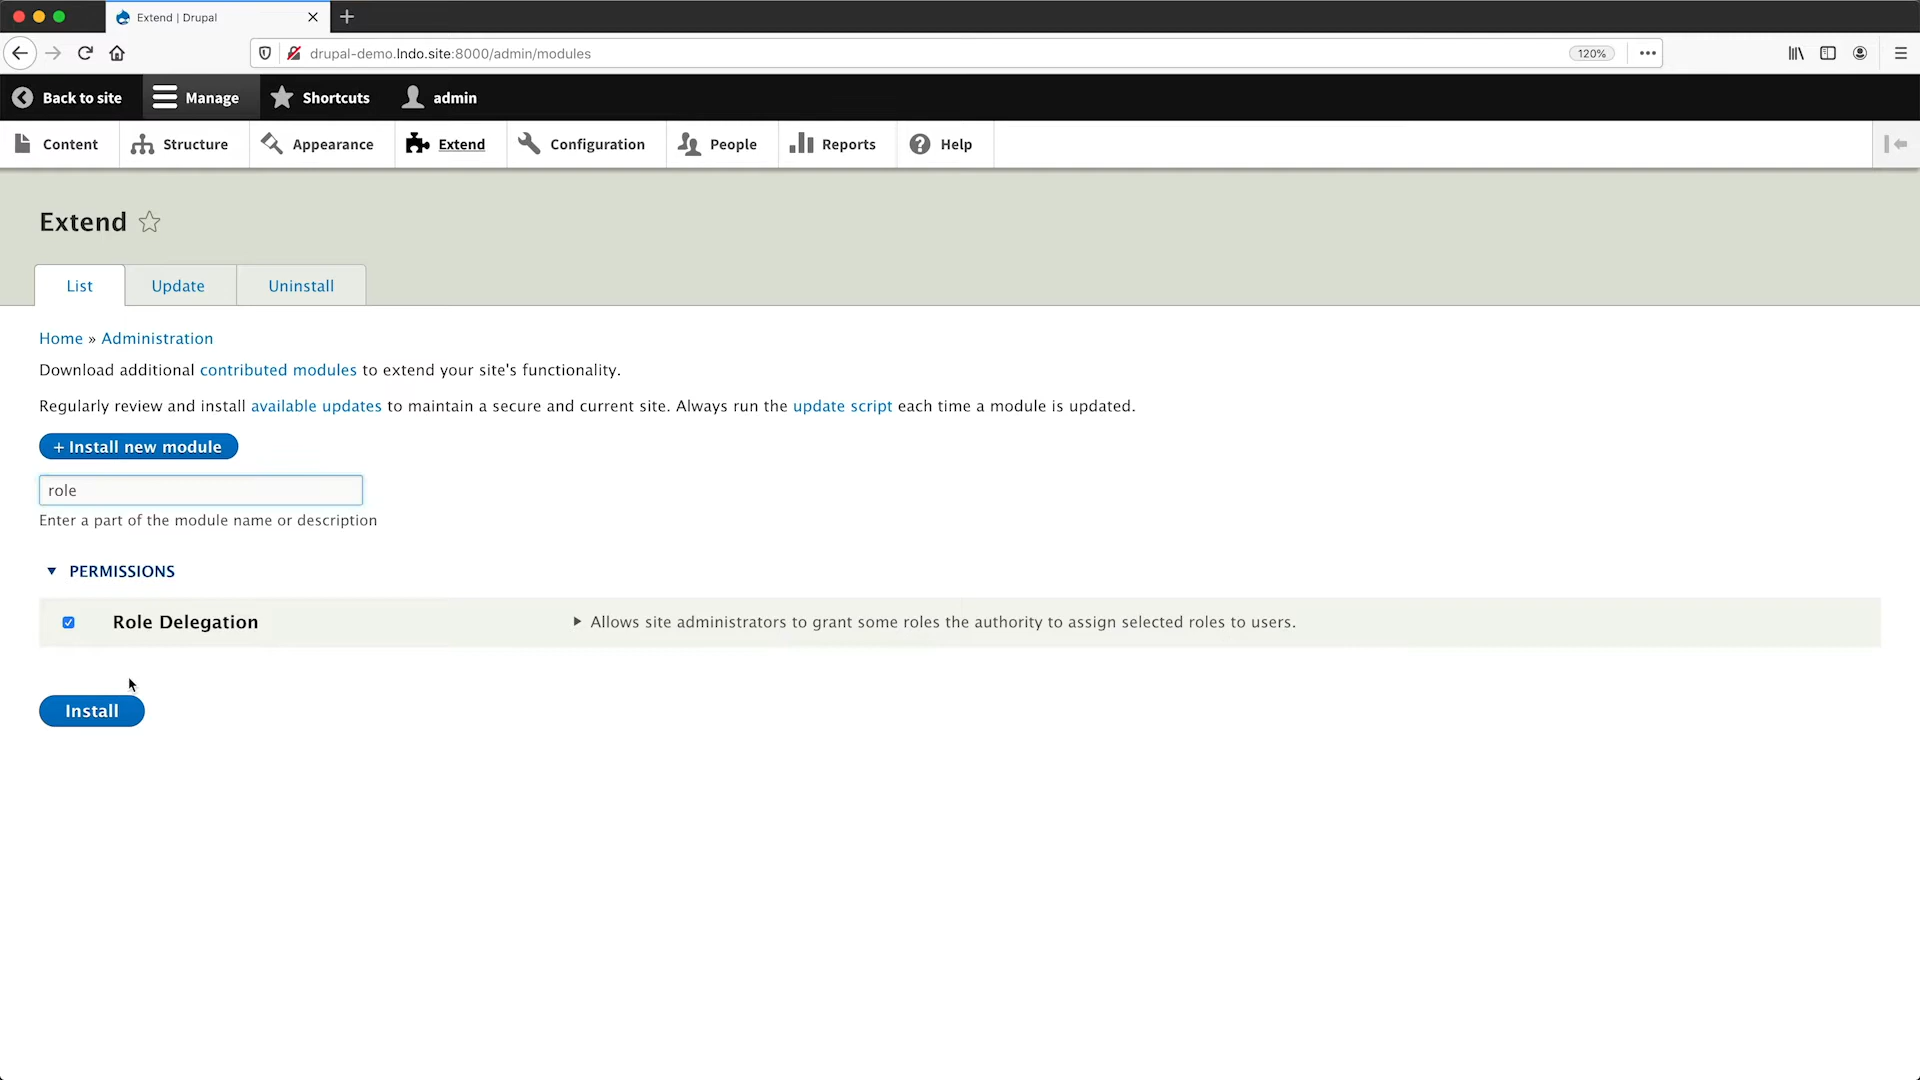 Extend | Drupal
drupal-demo.lndo.site:8000/admin/modules
120%
Back to site
Manage
Shortcuts
admin
Content
Structure
Appearance
Extend
Configuration
People
Reports
Help
Extend
List
Update
Uninstall
Home » Administration
Download additional contributed modules to extend your site's functionality.
Regularly review and install available updates to maintain a secure and current site. Always run the update script each time a module is updated.
+ Install new module
role
Enter a part of the module name or description
PERMISSIONS
Role Delegation
Allows site administrators to grant some roles the authority to assign selected roles to users.
Install